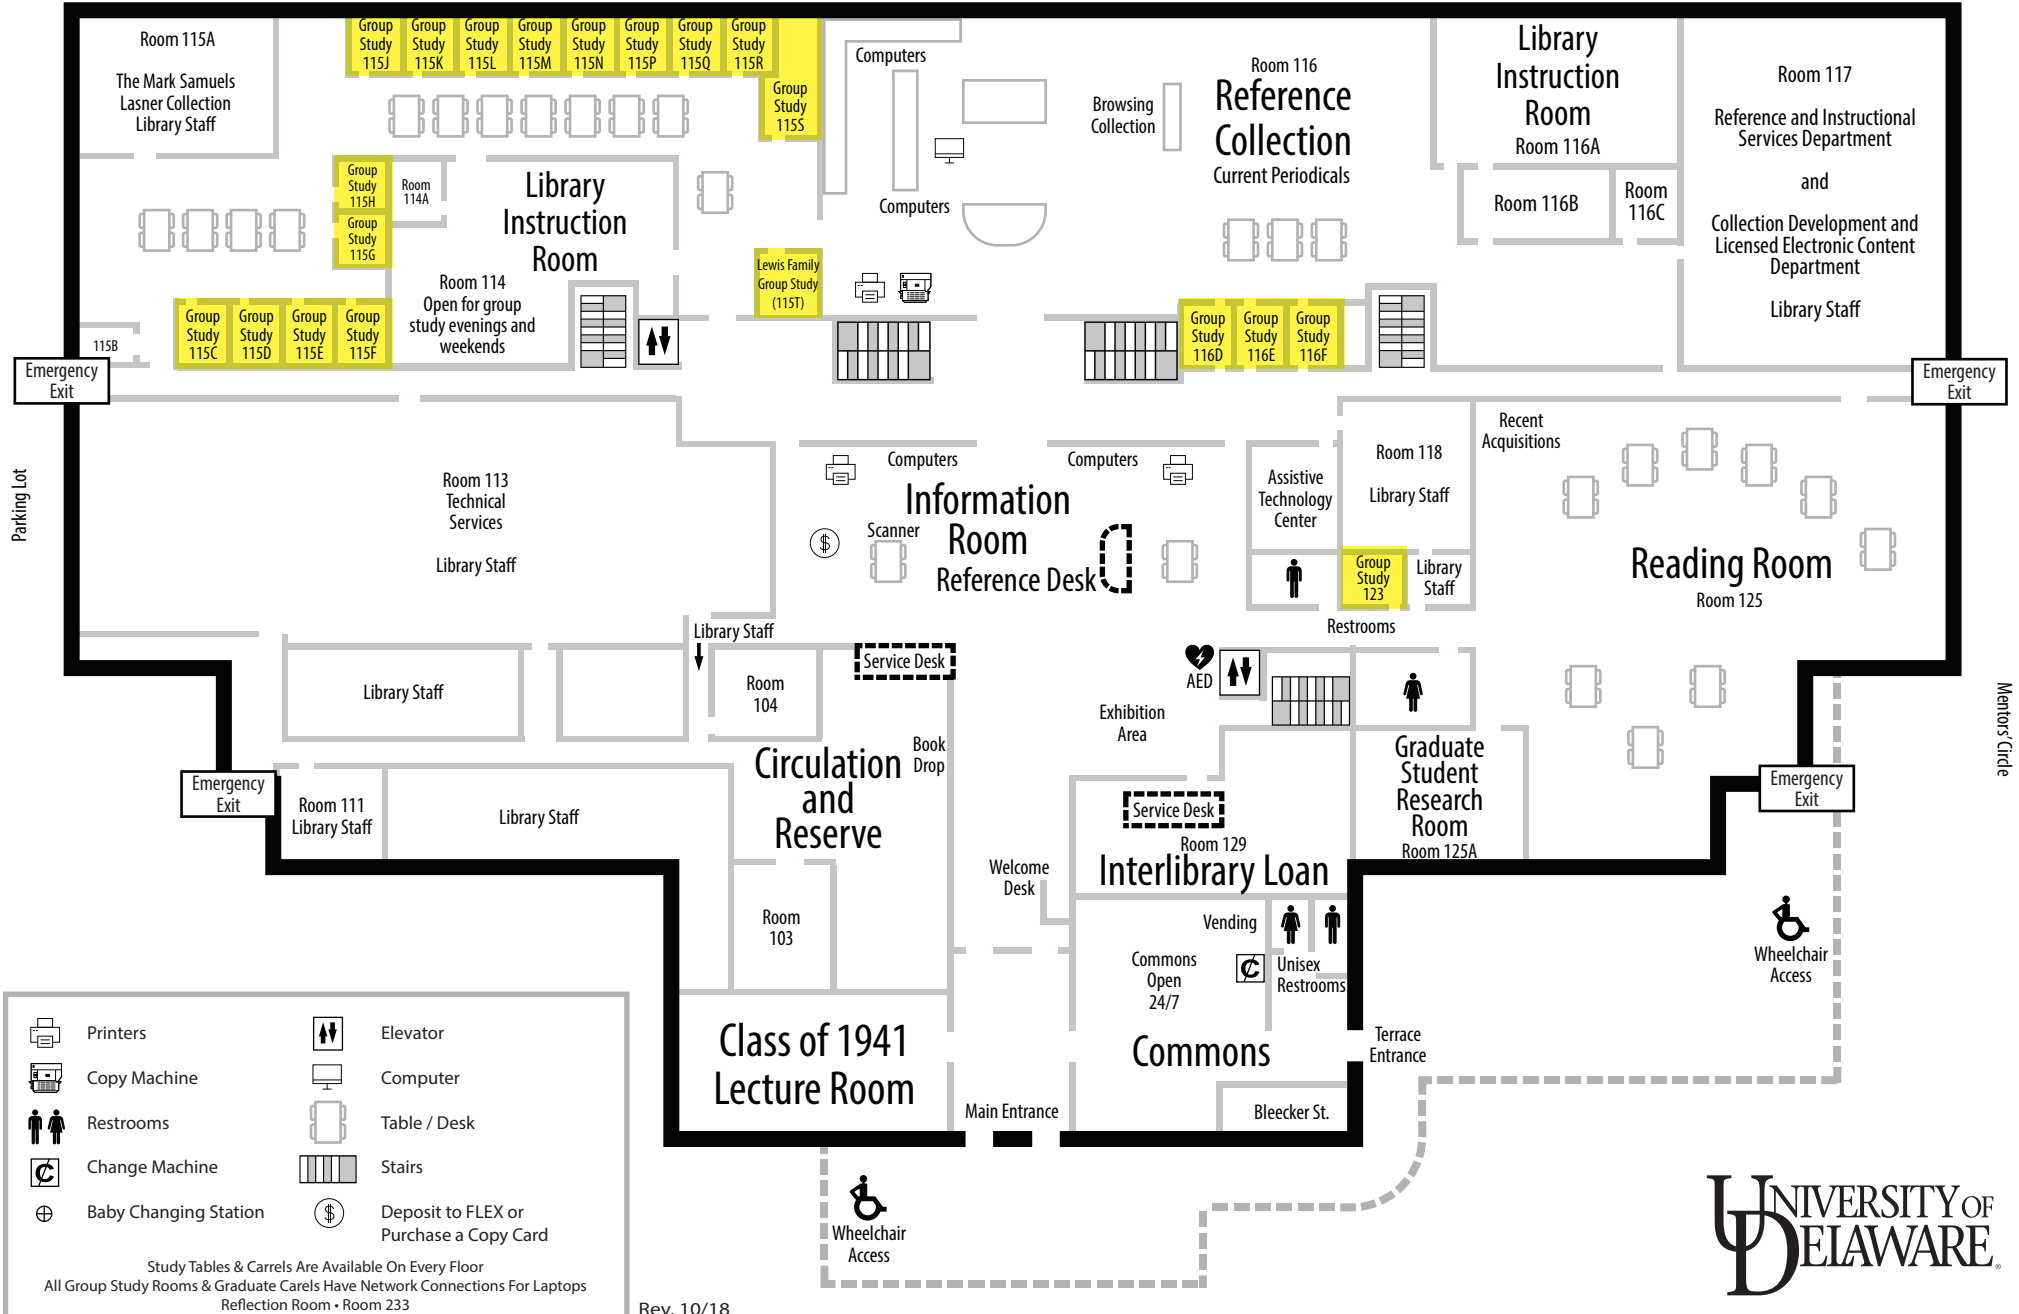 Room 115A
The Mark Samuels
Lasner Collection
Library Staff
Group
Study
115J
Group
Study
115K
Group
Study
115L
Group
Study
115M
Group
Study
115N
Group
Study
115P
Group
Study
115Q
Group
Study
115R
Group
Study
115S
Computers
Computers
Browsing
Collection
Room 116
Reference
Collection
Current Periodicals
Library
Instruction
Room
Room 116A
Room 116B
Room
116C
Room 117
Reference and Instructional
Services Department
and
Collection Development and
Licensed Electronic Content
Department
Library Staff
Group
Study
115H
Group
Study
115G
Room
114A
Library
Instruction
Room
Room 114
Open for group
study evenings and
weekends
Lewis Family
Group Study
(115T)
115B
Group
Study
115C
Group
Study
115D
Group
Study
115E
Group
Study
115F
Group
Study
116D
Group
Study
116E
Group
Study
116F
Emergency
Exit
Emergency
Exit
Parking Lot
Room 113
Technical
Services
Library Staff
Computers
Computers
Information
Room
Scanner
Reference Desk
Assistive
Technology
Center
Room 118
Library Staff
Recent
Acquisitions
Group
Study
123
Library
Staff
Reading Room
Room 125
Restrooms
Library Staff
Service Desk
Library Staff
Room
104
AED
Exhibition
Area
Mentors' Circle
Circulation
and
Reserve
Book
Drop
Graduate
Student
Research
Room
Room 125A
Emergency
Exit
Room 111
Library Staff
Library Staff
Service Desk
Room 129
Interlibrary Loan
Emergency
Exit
Welcome
Desk
Room
103
Vending
Commons
Open
24/7
Unisex
Restrooms
Wheelchair
Access
Class of 1941
Lecture Room
Commons
Terrace
Entrance
Main Entrance
Bleecker St.
Wheelchair
Access
Printers
Elevator
Copy Machine
Computer
Restrooms
Table / Desk
Change Machine
Stairs
Baby Changing Station
Deposit to FLEX or
Purchase a Copy Card
Study Tables & Carrels Are Available On Every Floor
All Group Study Rooms & Graduate Carels Have Network Connections For Laptops
Reflection Room • Room 233
Rev. 10/18
UNIVERSITY OF
DELAWARE